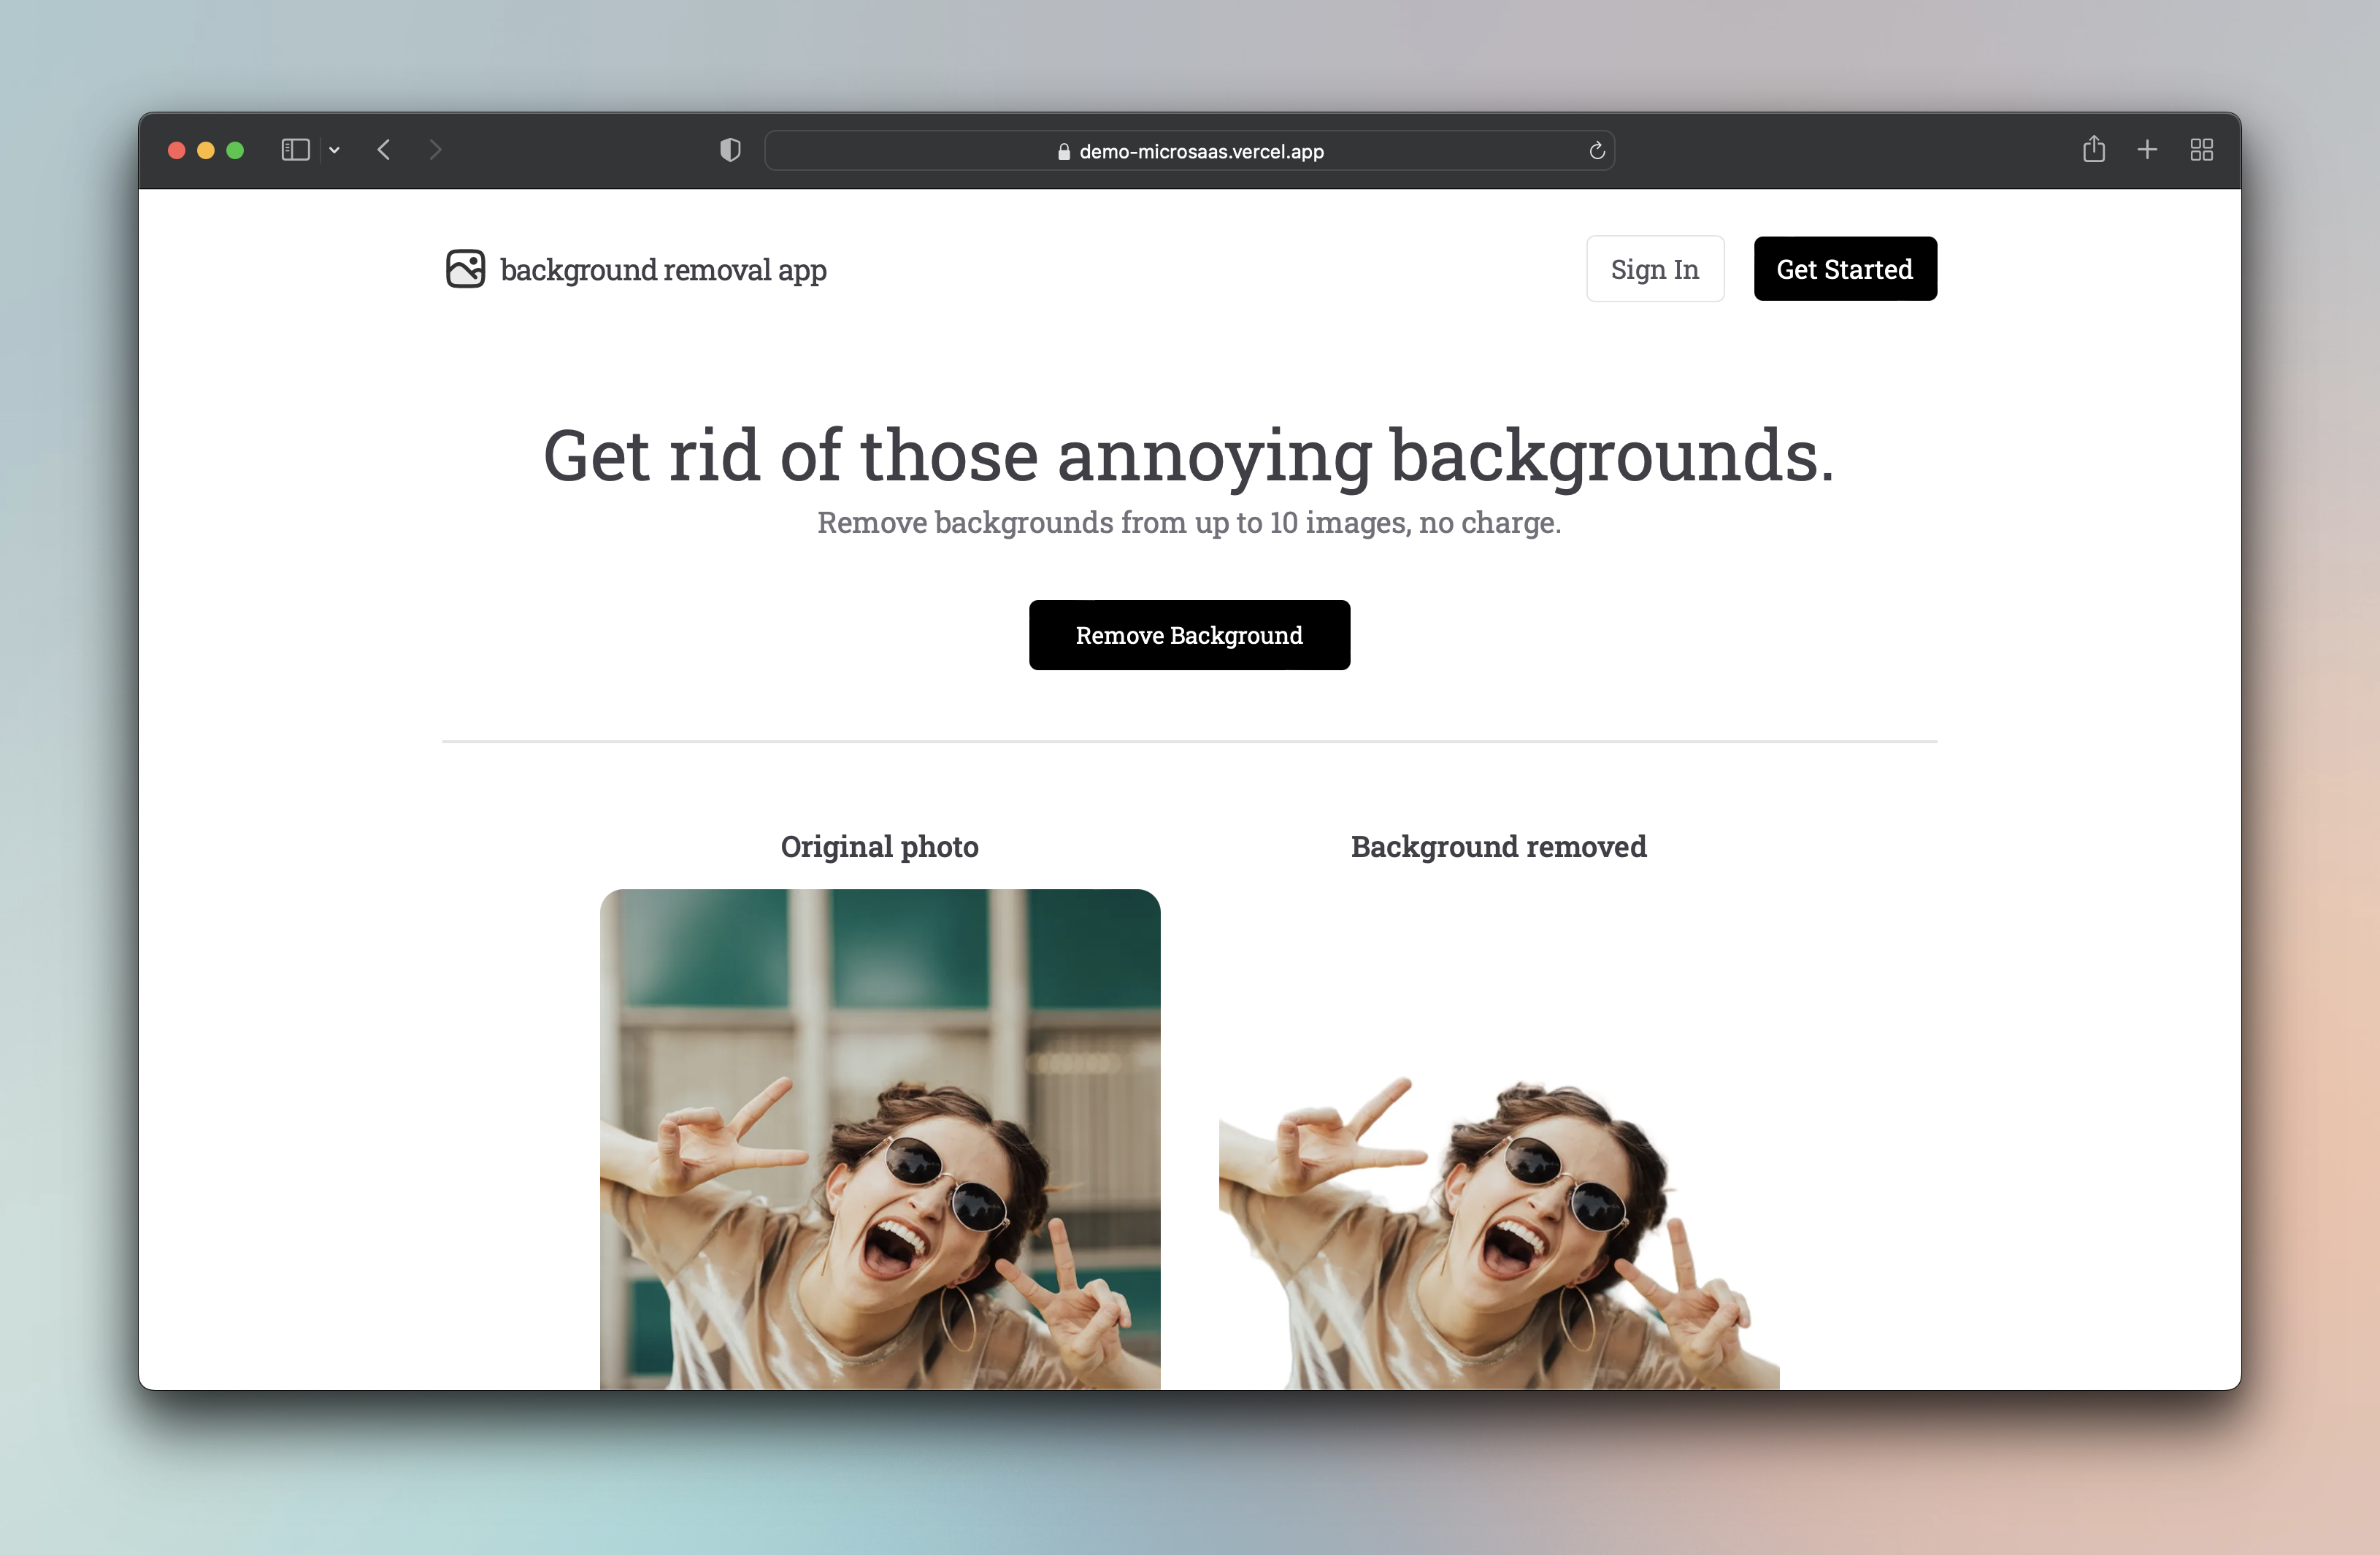 demo-microsaas.vercel.app
background removal app
Sign In
Get Started
Get rid of those annoying backgrounds.
Remove backgrounds from up to 10 images, no charge.
Remove Background
Original photo
Background removed